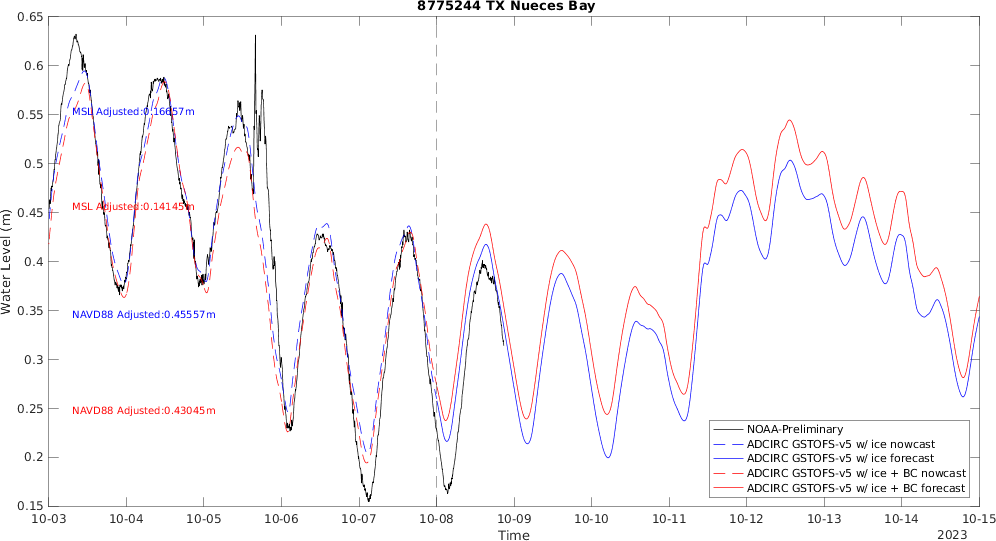 8775244 TX Nueces Bay
Water Level (m)
0.65
0.6
0.55
0.5
0.45
0.4
0.35
0.3
0.25
0.2
0.15
MSL Adjusted:0.16657m
MSL Adjusted:0.14145m
NAVD88 Adjusted:0.45557m
NAVD88 Adjusted:0.43045m
NOAA-Preliminary
ADCIRC GSTOFS-v5 w/ ice nowcast
ADCIRC GSTOFS-v5 w/ ice forecast
ADCIRC GSTOFS-v5 w/ ice + BC nowcast
ADCIRC GSTOFS-v5 w/ ice + BC forecast
10-03 10-04 10-05 10-06 10-07 10-08 10-09 10-10 10-11 10-12 10-13 10-14 10-15
Time
2023